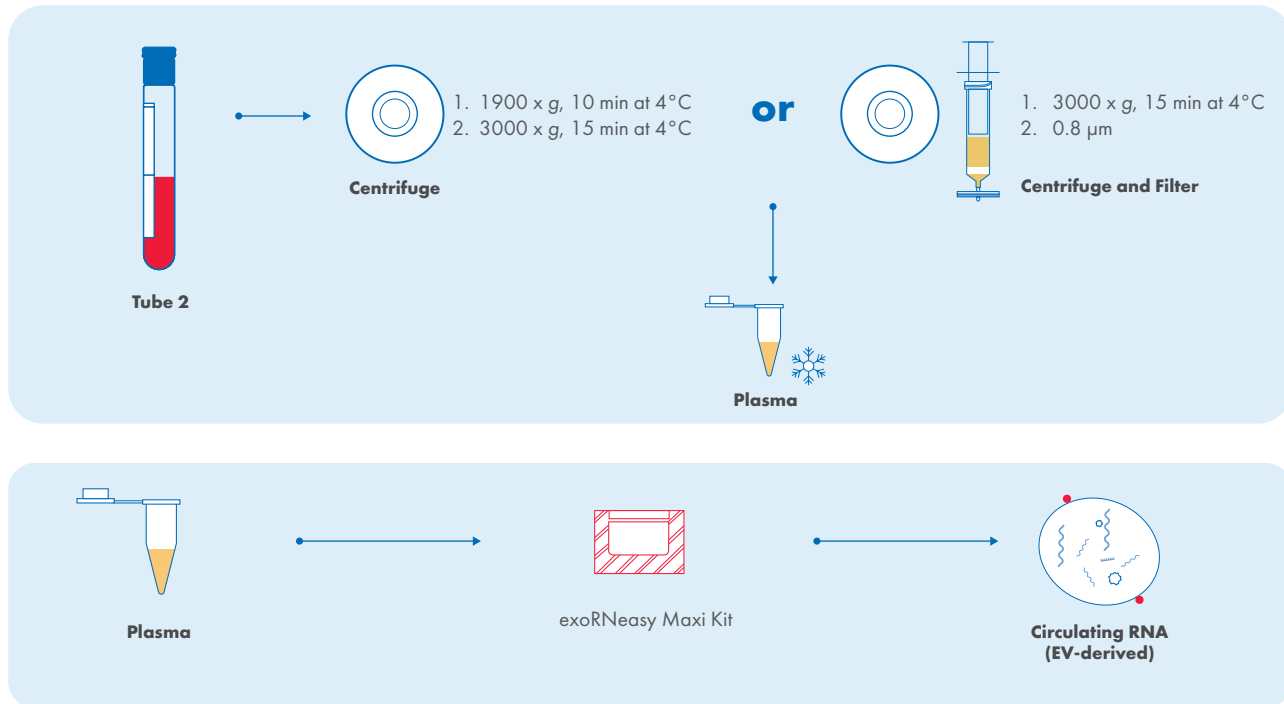 1. 1900 x g, 10 min at 4°C
2. 3000 x g, 15 min at 4°C
Centrifuge
or
1. 3000 x g, 15 min at 4°C
2. 0.8 µm
Centrifuge and Filter
Tube 2
Plasma
Plasma
exoRNeasy Maxi Kit
Circulating RNA
(EV-derived)